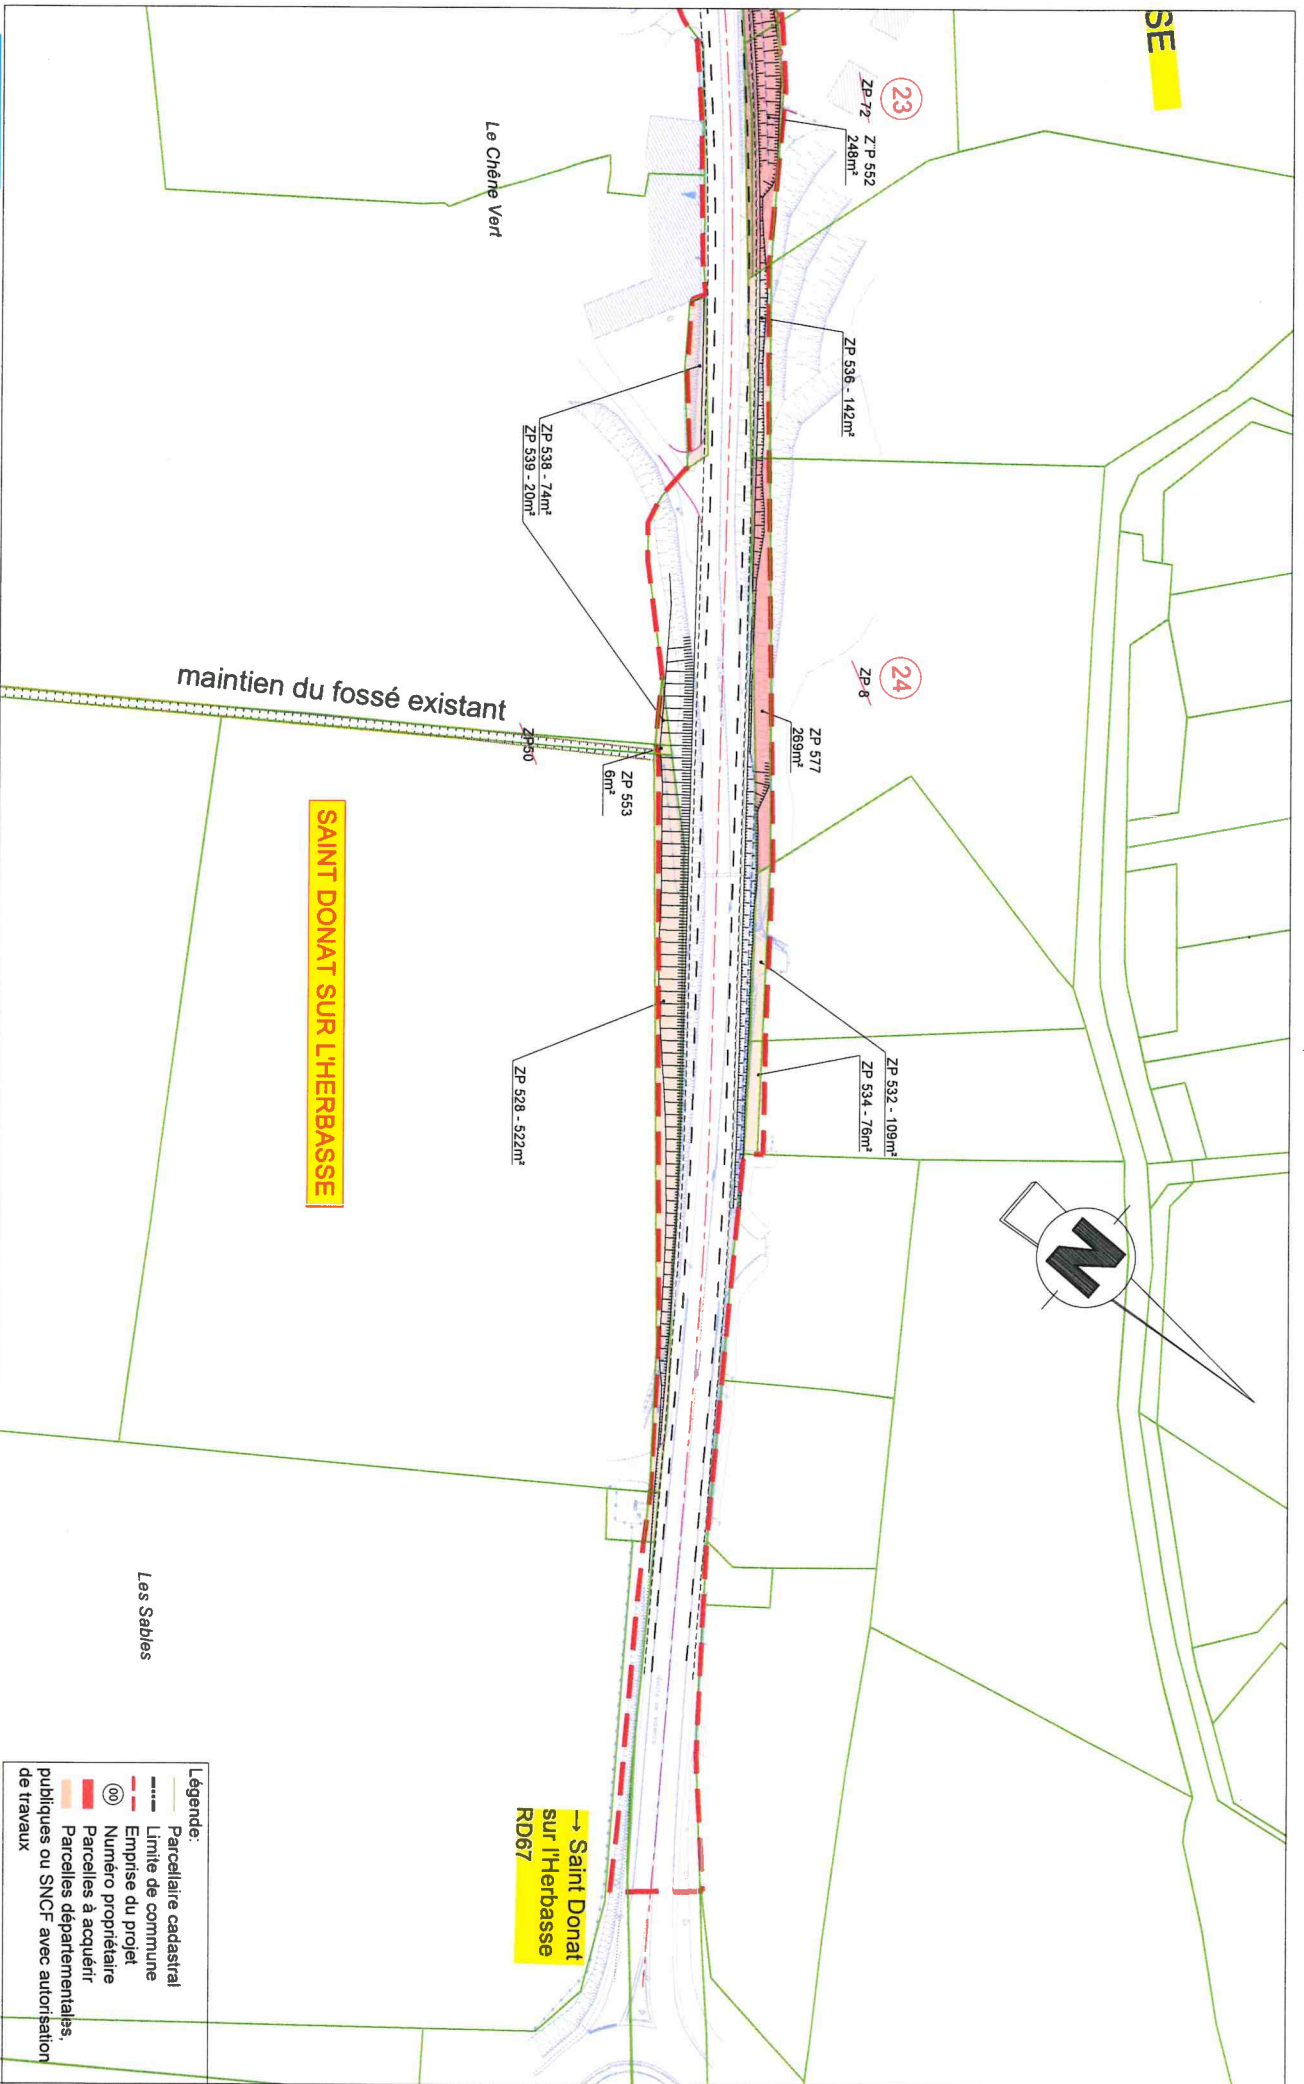 SE
23
ZP 72
Z"P 552
248m²
Le Chêne Vert
ZP 536 - 142m²
ZP 538 - 74m²
ZP 539 - 20m²
24
ZP 8
ZP 577
269m²
maintien du fossé existant
ZP 60
ZP 553
6m²
SAINT DONAT SUR L'HERBASSE
ZP 532 - 109m²
ZP 534 - 76m²
ZP 528 - 522m²
N
Les Sables
→ Saint Donat
sur l'Herbasse
RD67
Légende:
Parcellaire cadastral
Limite de commune
Emprise du projet
00 Numéro propriétaire
Parcelles à acquérir
Parcelles départementales,
publiques ou SNCF avec autorisation
de travaux